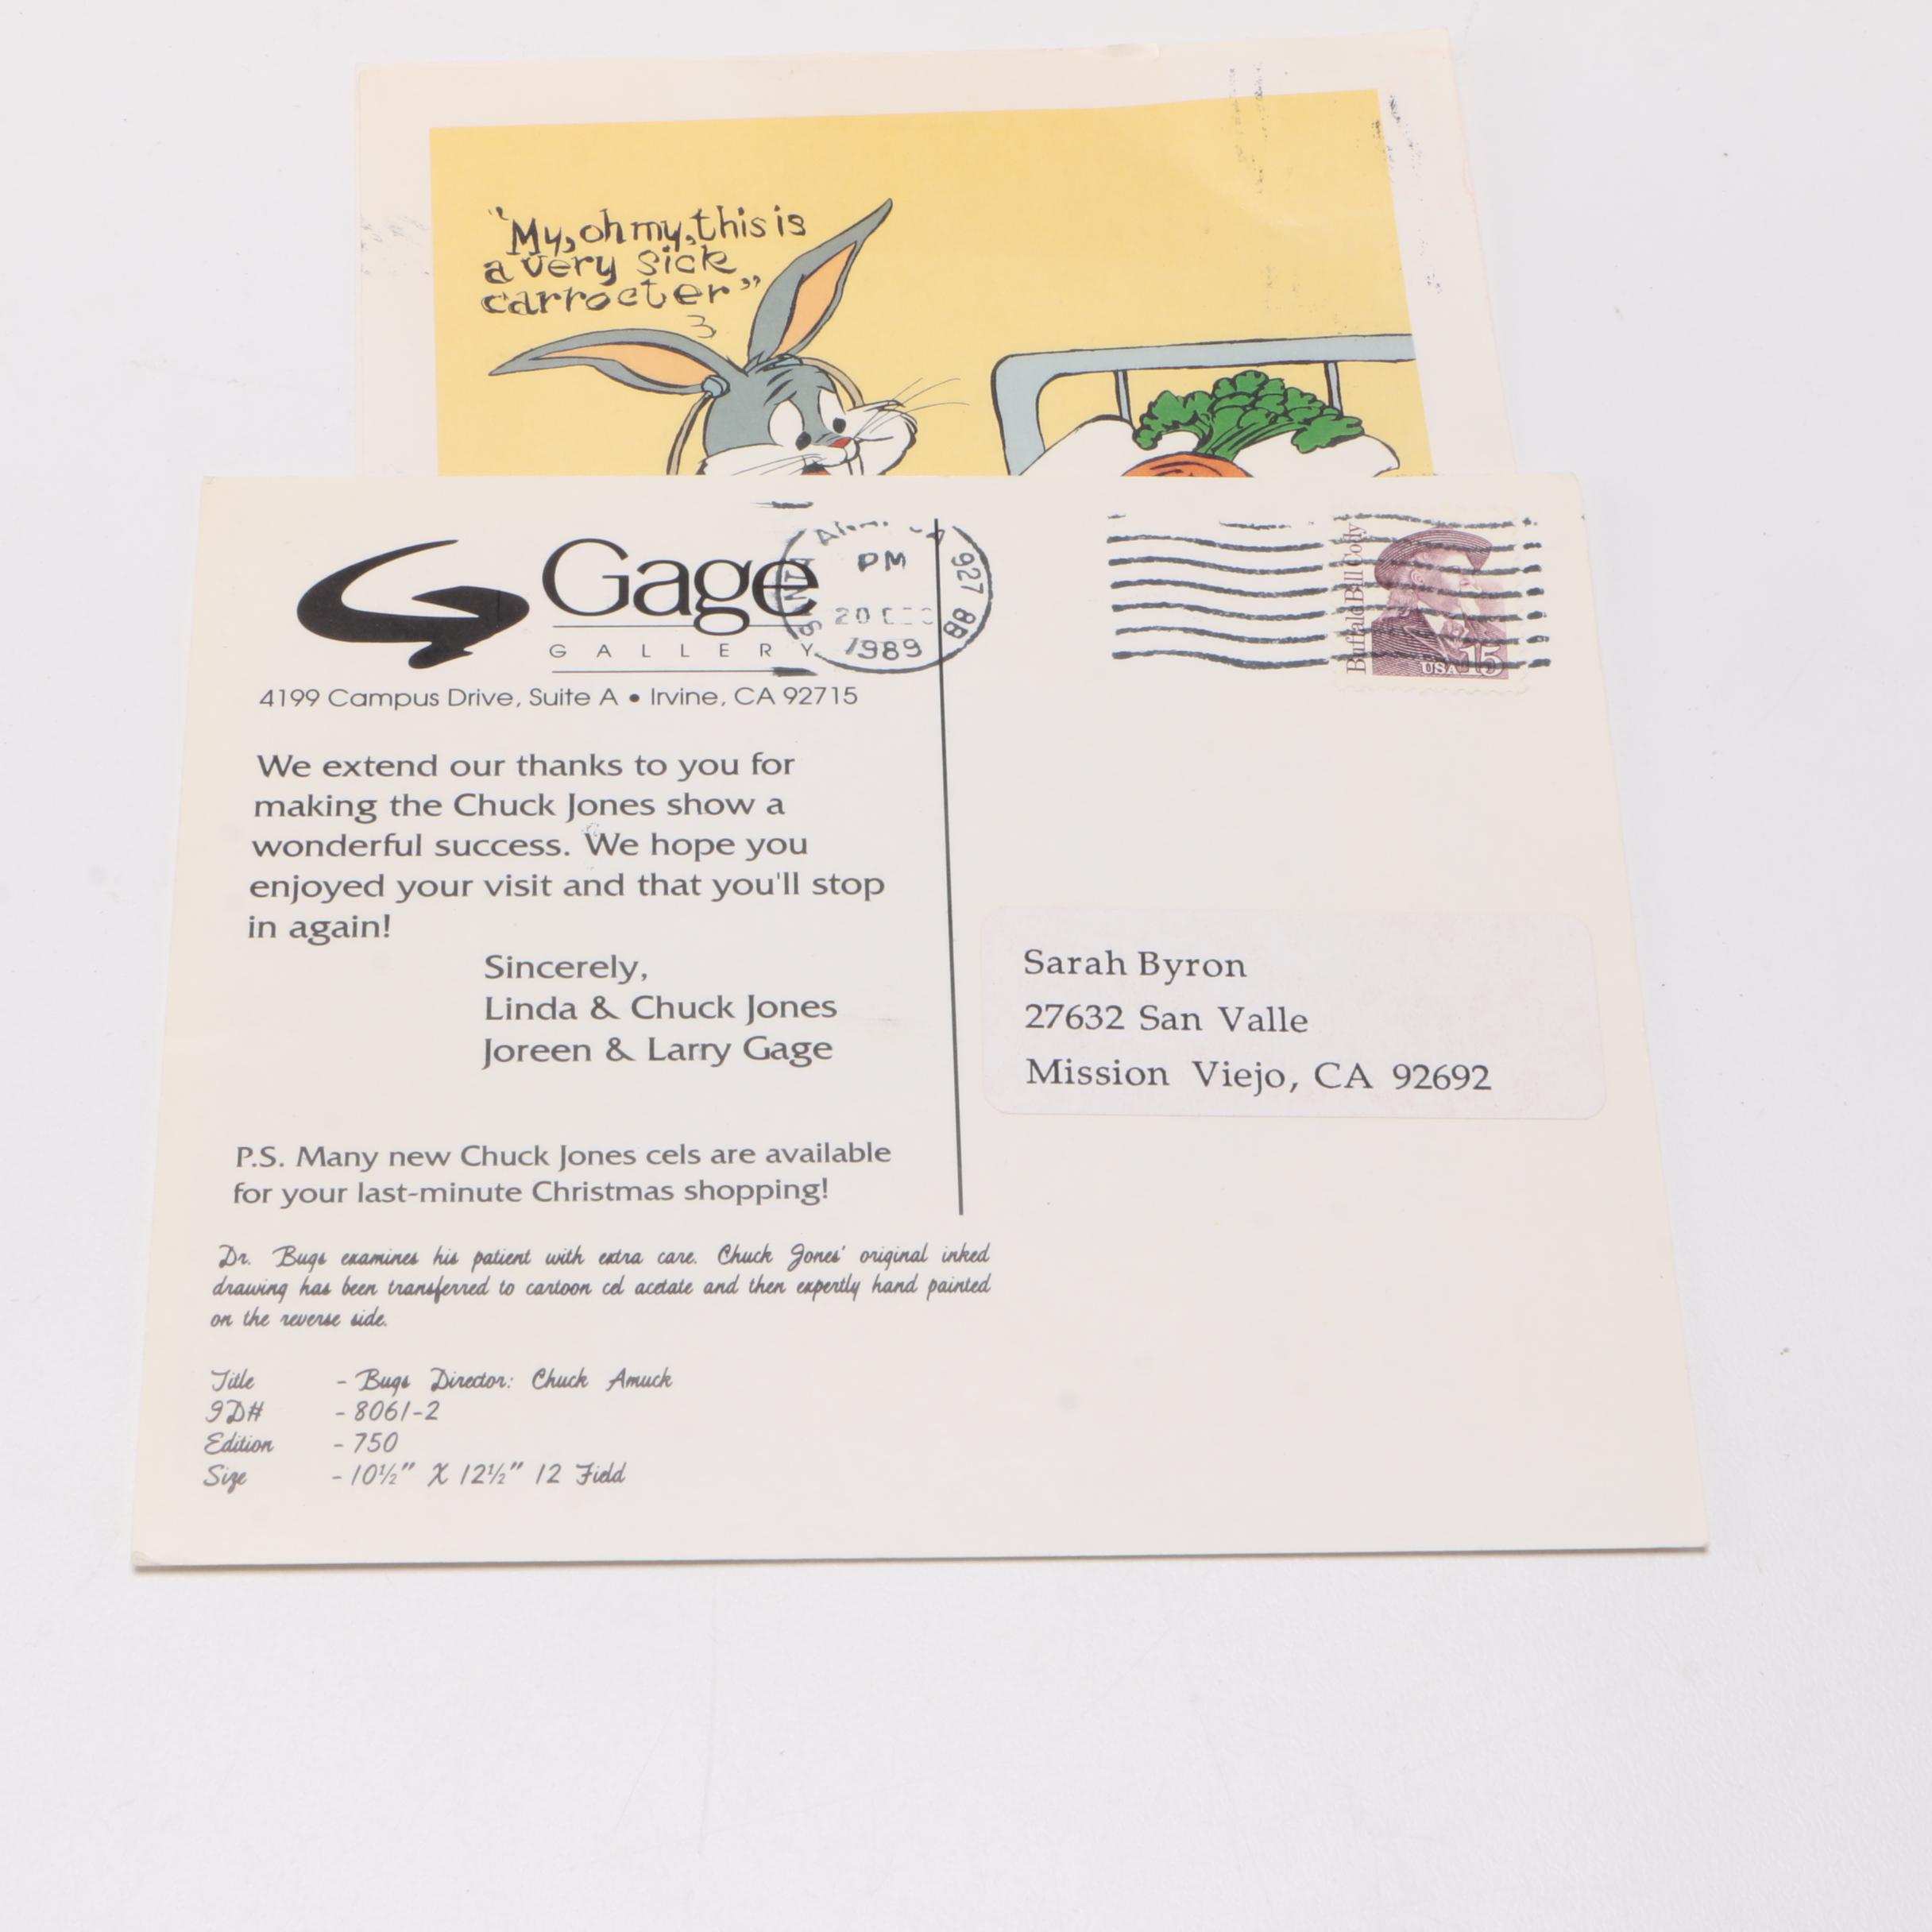 "My, oh my, this is
a very sick
carrocter"
Gage
GALLERY
4199 Campus Drive, Suite A • Irvine, CA 92715
PM
20 DEC
1989
SANTA ANA, CA 927 BB
Buffalo Bill Cody
USA 15
We extend our thanks to you for
making the Chuck Jones show a
wonderful success. We hope you
enjoyed your visit and that you'll stop
in again!
Sincerely,
Linda & Chuck Jones
Joreen & Larry Gage
Sarah Byron
27632 San Valle
Mission Viejo, CA 92692
P.S. Many new Chuck Jones cels are available
for your last-minute Christmas shopping!
Dr. Bugs examines his patient with extra care. Chuck Jones' original inked
drawing has been transferred to cartoon cel acetate and then expertly hand painted
on the reverse side.
Title - Bugs Director: Chuck Amuck
ID# - 8061-2
Edition - 750
Size - 10½" X 12½" 12 Field